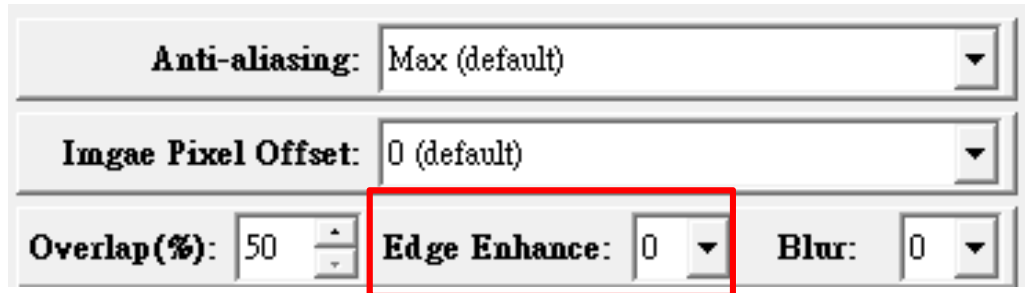 Anti-aliasing: Max (default)
Imgae Pixel Offset: 0 (default)
Overlap(%): 50 Edge Enhance: 0 Blur: 0